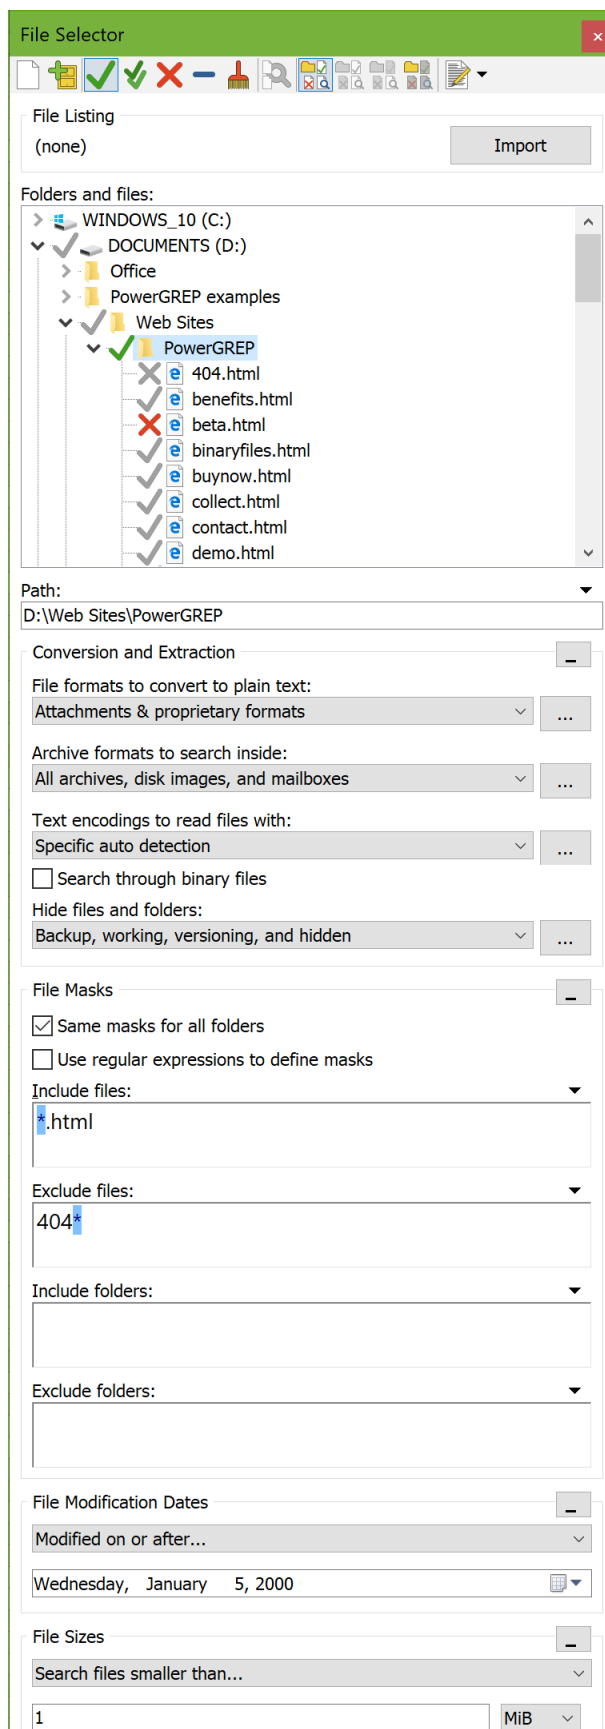 File Selector
File Listing
(none)
Import
Folders and files:
WINDOWS_10 (C:)
DOCUMENTS (D:)
Office
PowerGREP examples
Web Sites
PowerGREP
404.html
benefits.html
beta.html
binaryfiles.html
buynow.html
collect.html
contact.html
demo.html
Path:
D:\Web Sites\PowerGREP
Conversion and Extraction
File formats to convert to plain text:
Attachments & proprietary formats
...
Archive formats to search inside:
All archives, disk images, and mailboxes
...
Text encodings to read files with:
Specific auto detection
...
Search through binary files
Hide files and folders:
Backup, working, versioning, and hidden
...
File Masks
Same masks for all folders
Use regular expressions to define masks
Include files:
*.html
Exclude files:
404*
Include folders:
Exclude folders:
File Modification Dates
Modified on or after...
Wednesday, January 5, 2000
File Sizes
Search files smaller than...
1 MiB